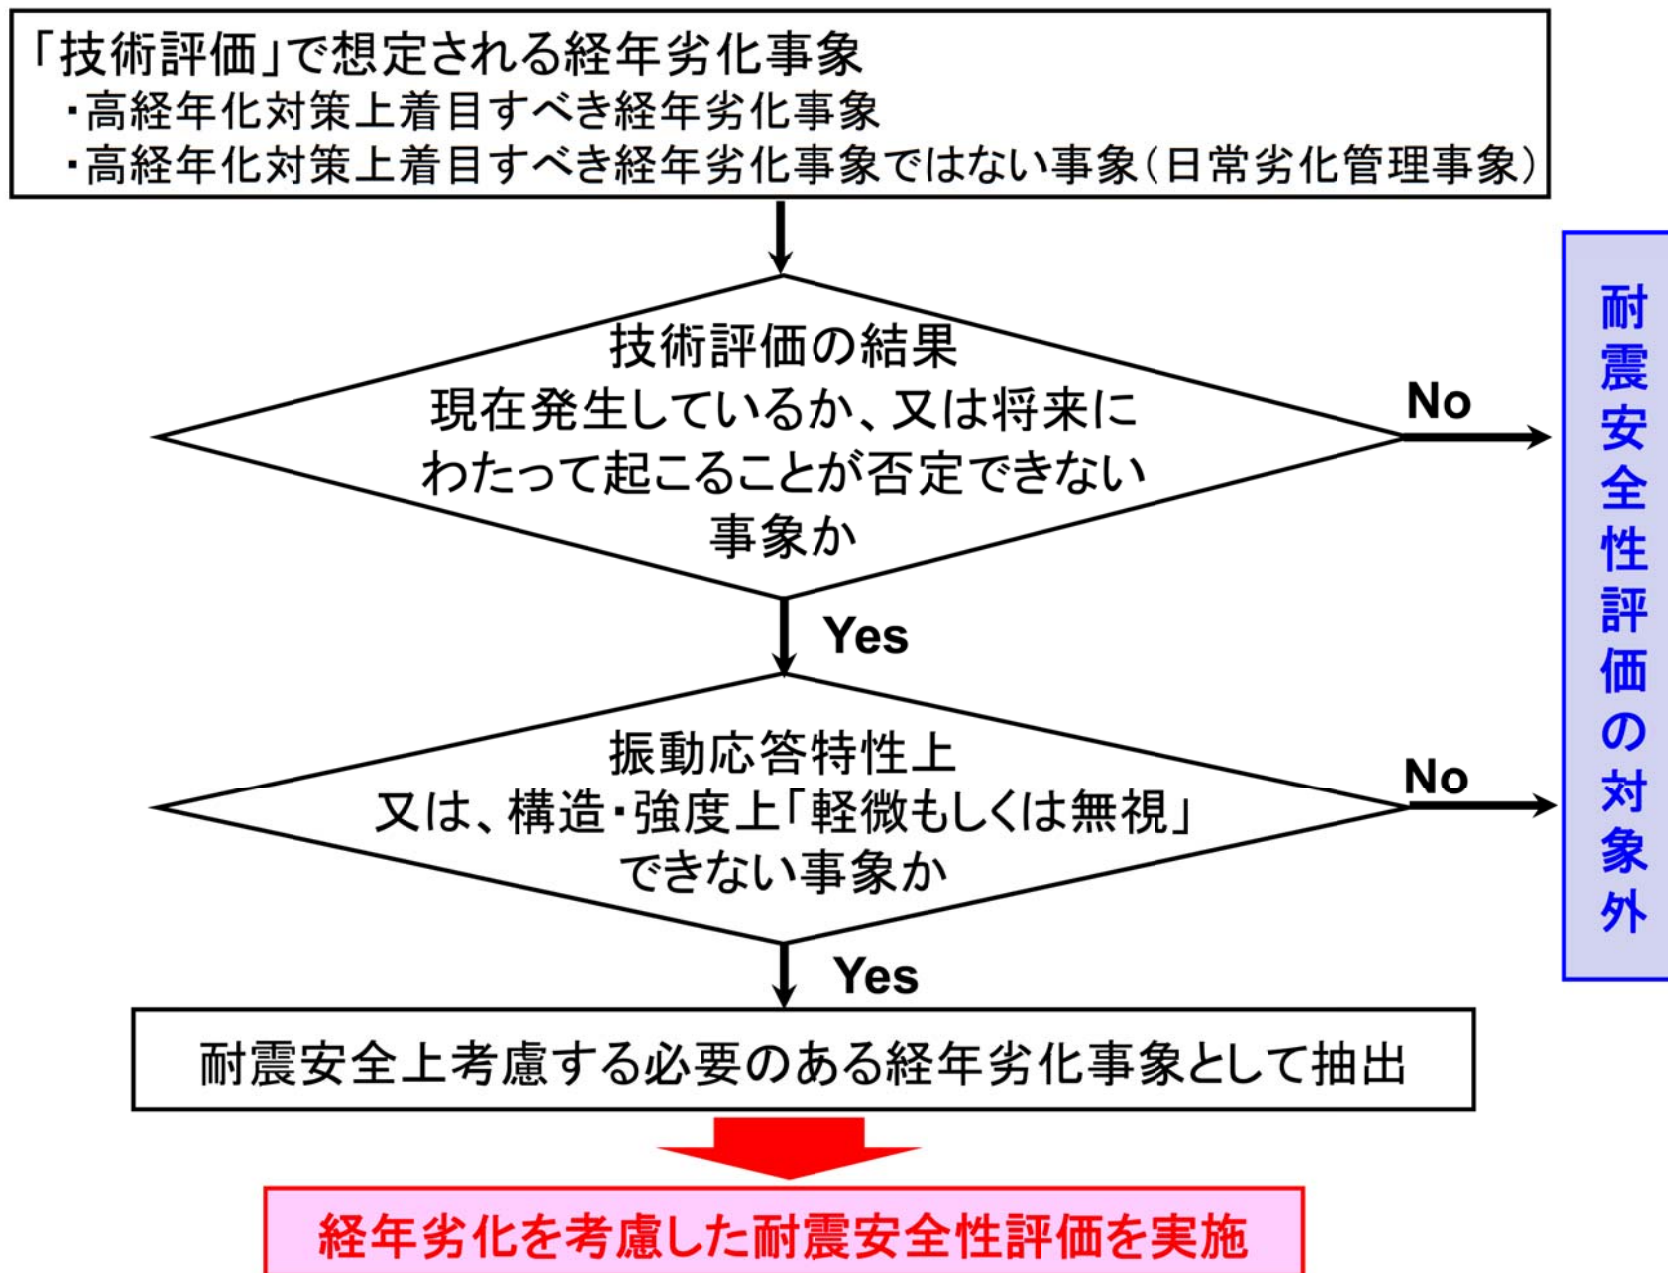 「技術評価」で想定される経年劣化事象
・高経年化対策上着目すべき経年劣化事象
・高経年化対策上着目すべき経年劣化事象ではない事象(日常劣化管理事象)
技術評価の結果
現在発生しているか、又は将来に
わたって起こることが否定できない
事象か
No
Yes
振動応答特性上
又は、構造・強度上「軽微もしくは無視」
できない事象か
No
Yes
耐震安全性評価の対象外
耐震安全上考慮する必要のある経年劣化事象として抽出
経年劣化を考慮した耐震安全性評価を実施